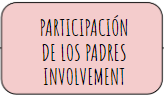 PARTICIPACIÓN
DE LOS PADRES
INVOLVEMENT